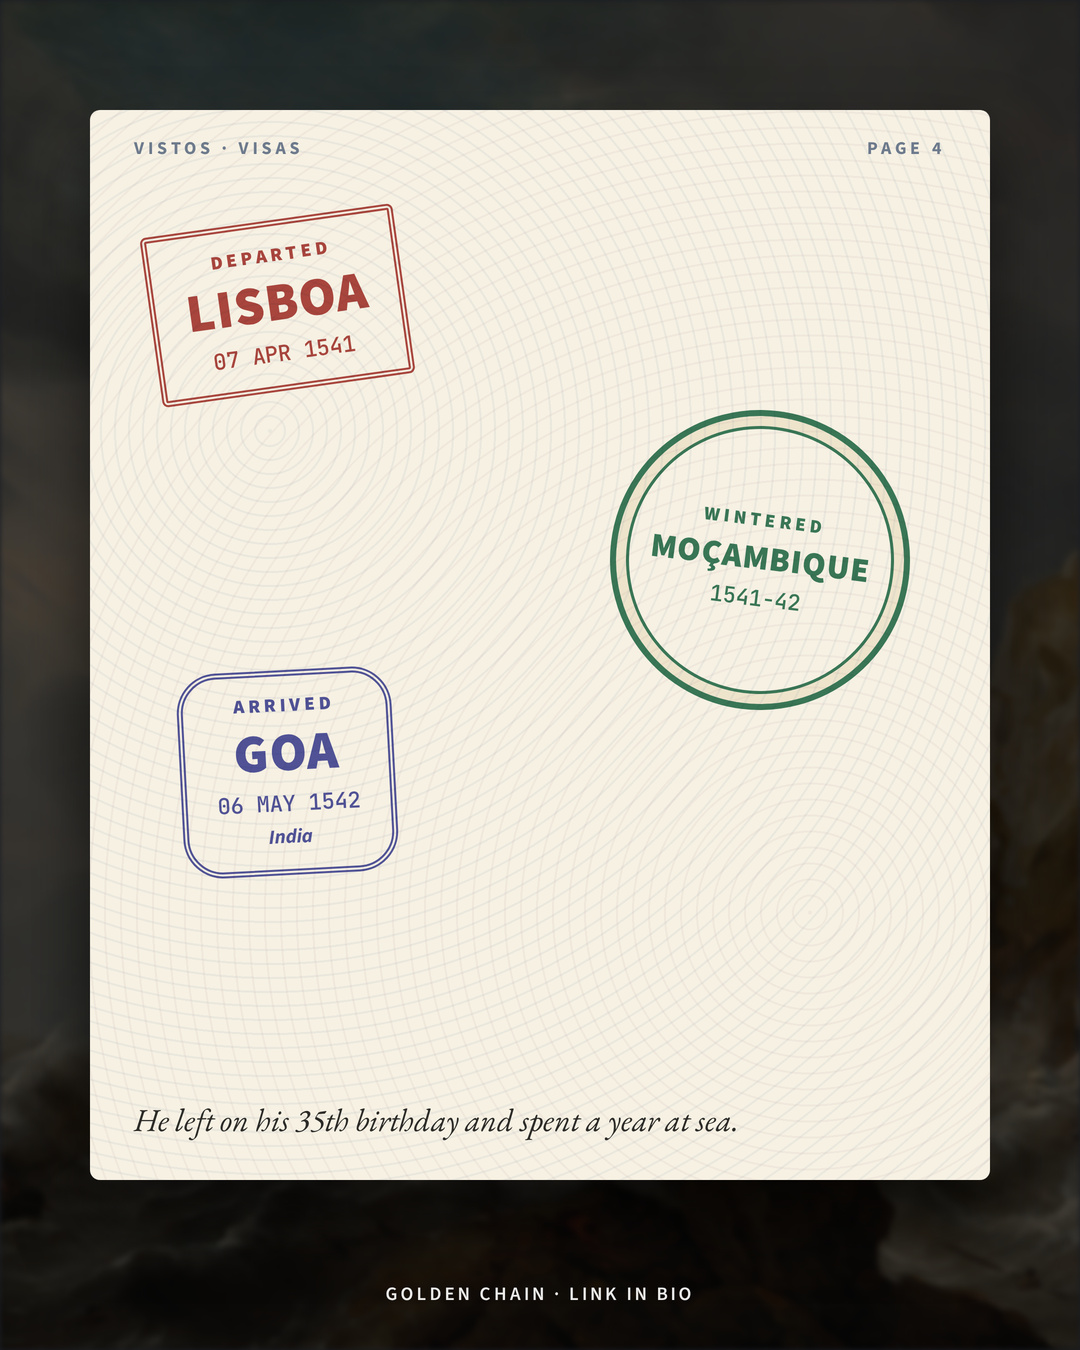 VISTOS · VISAS
PAGE 4
DEPARTED
LISBOA
07 APR 1541
WINTERED
MOÇAMBIQUE
1541-42
ARRIVED
GOA
06 MAY 1542
India
He left on his 35th birthday and spent a year at sea.
GOLDEN CHAIN · LINK IN BIO